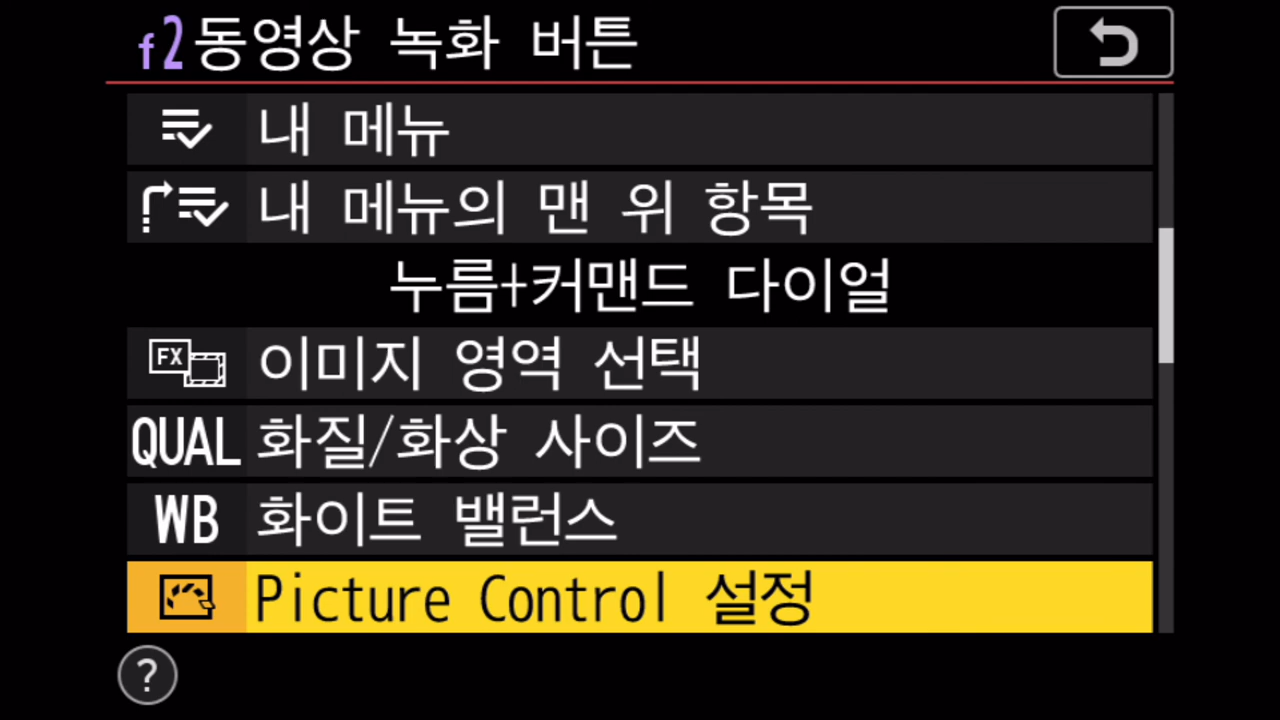 f2 동영상 녹화 버튼
내 메뉴
내 메뉴의 맨 위 항목
누름+커맨드 다이얼
FX 이미지 영역 선택
QUAL 화질/화상 사이즈
WB 화이트 밸런스
Picture Control 설정
?